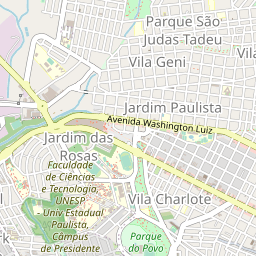 Parque São
Judas Tadeu
Vila Geni
Jardim Paulista
Avenida Washington Luiz
Jardim das
Rosas
Faculdade
de Ciências
e Tecnologia,
UNESP
- Univ. Estadual
Paulista,
Câmpus
de Presidente
Vila Charlote
Parque
do Povo